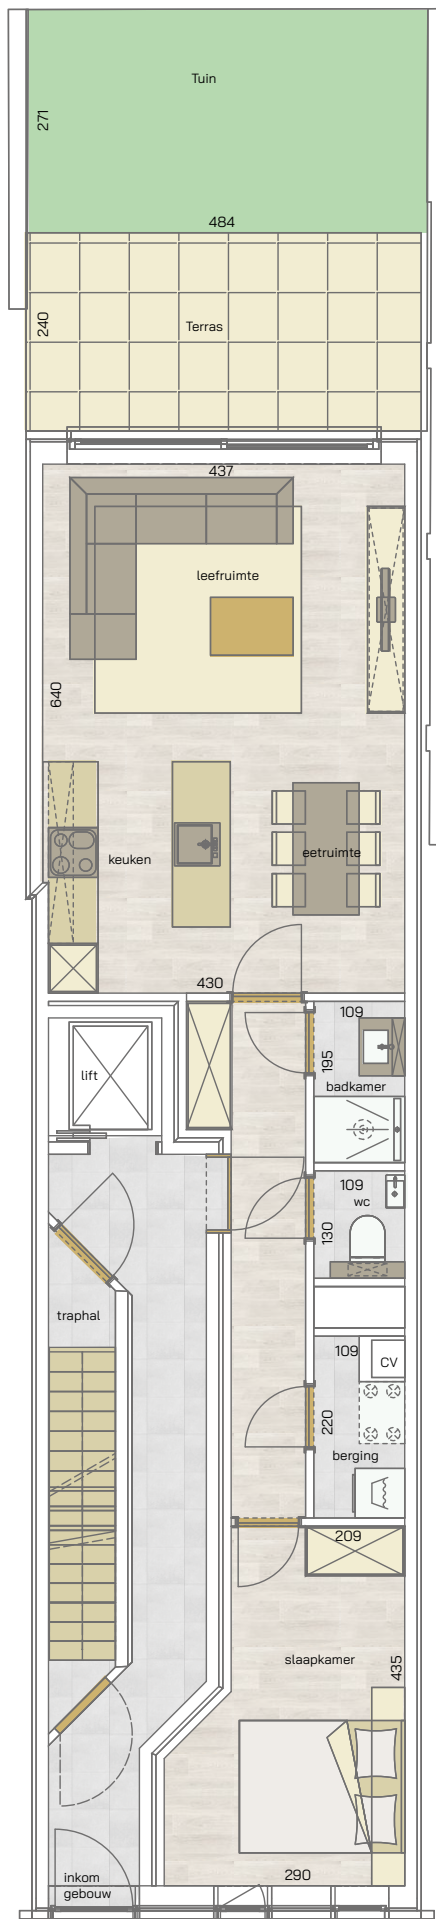 Tuin
271
484
240
Terras
437
leefruimte
640
keuken
eetruimte
430
109
lift
195
badkamer
109
wc
130
traphal
109
CV
220
berging
209
slaapkamer
435
290
inkom
gebouw